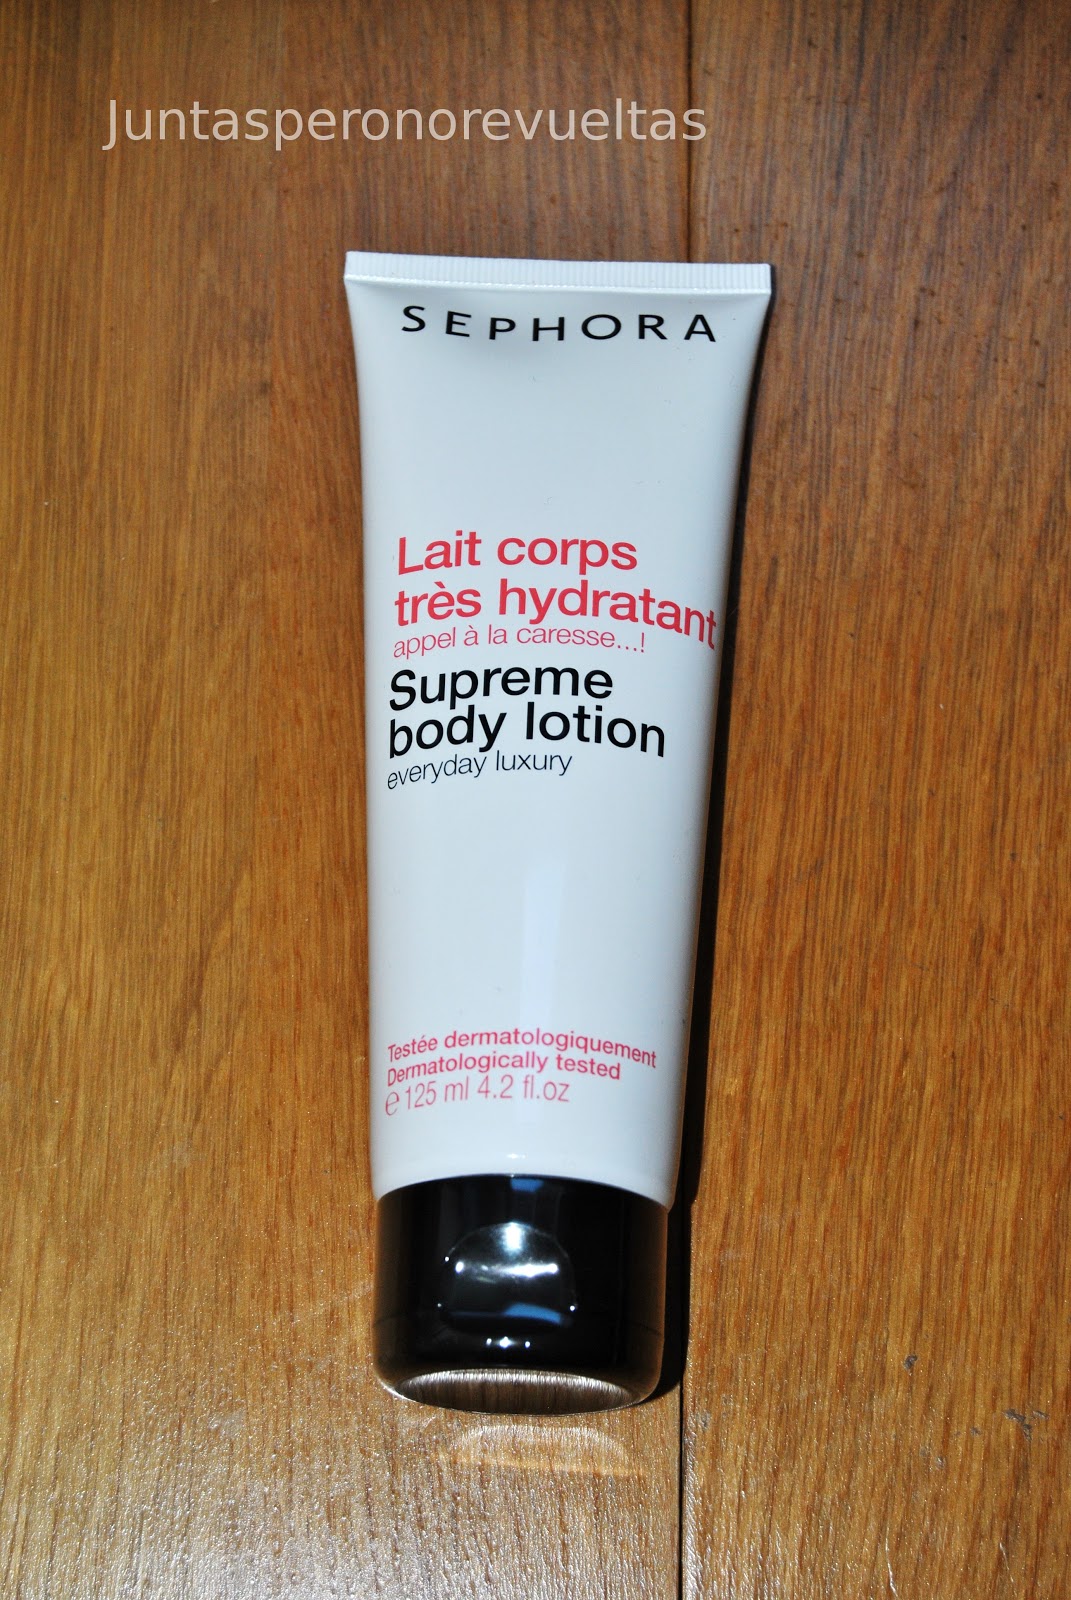 Juntasperonorevueltas
SEPHORA
Lait corps
très hydratant
appel à la caresse...!
Supreme
body lotion
everyday luxury
Testée dermatologiquement
Dermatologically tested
℮ 125 ml 4.2 fl.oz